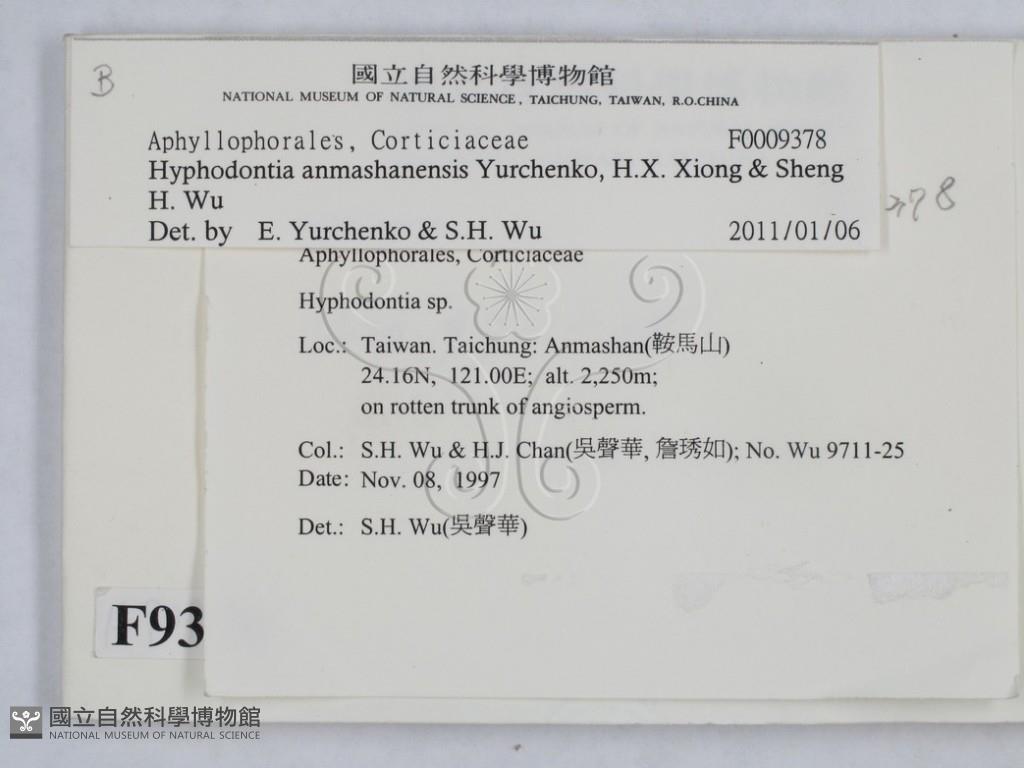 B
國立自然科學博物館
NATIONAL MUSEUM OF NATURAL SCIENCE, TAICHUNG, TAIWAN, R.O.CHINA
Aphyllophorales, Corticiaceae F0009378
Hyphodontia anmashanensis Yurchenko, H.X. Xiong & Sheng
H. Wu
Det. by E. Yurchenko & S.H. Wu 2011/01/06
78
Aphyllophorales, Corticiaceae
Hyphodontia sp.
Loc.: Taiwan. Taichung: Anmashan(鞍馬山)
24.16N, 121.00E; alt. 2,250m;
on rotten trunk of angiosperm.
Col.: S.H. Wu & H.J. Chan(吳聲華, 詹琇如); No. Wu 9711-25
Date: Nov. 08, 1997
Det.: S.H. Wu(吳聲華)
F93
國立自然科學博物館
NATIONAL MUSEUM OF NATURAL SCIENCE